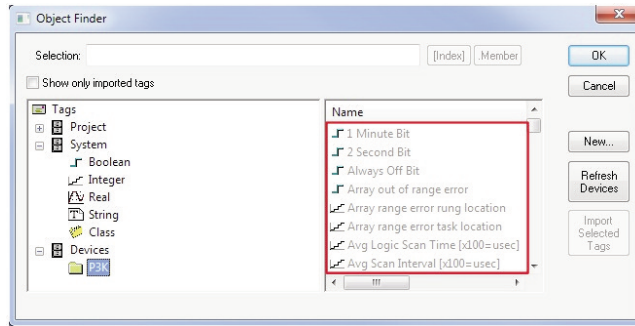 Object Finder
Selection: [Index] .Member OK
Show only imported tags Cancel
Tags
Project
System
Boolean
Integer
Real
String
Class
Devices
P3K
Name
1 Minute Bit
2 Second Bit
Always Off Bit
Array out of range error
Array range error rung location
Array range error task location
Avg Logic Scan Time [x100=usec]
Avg Scan Interval [x100=usec]
New...
Refresh
Devices
Import
Selected
Tags